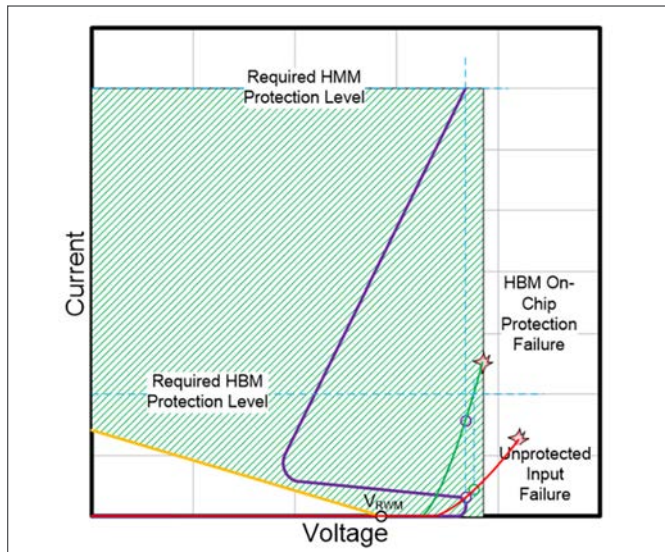 Required HMM
Protection Level
HBM On-
Chip
Protection
Failure
Required HBM
Protection Level
Unprotected
Input
Failure
VRWM
Current
Voltage